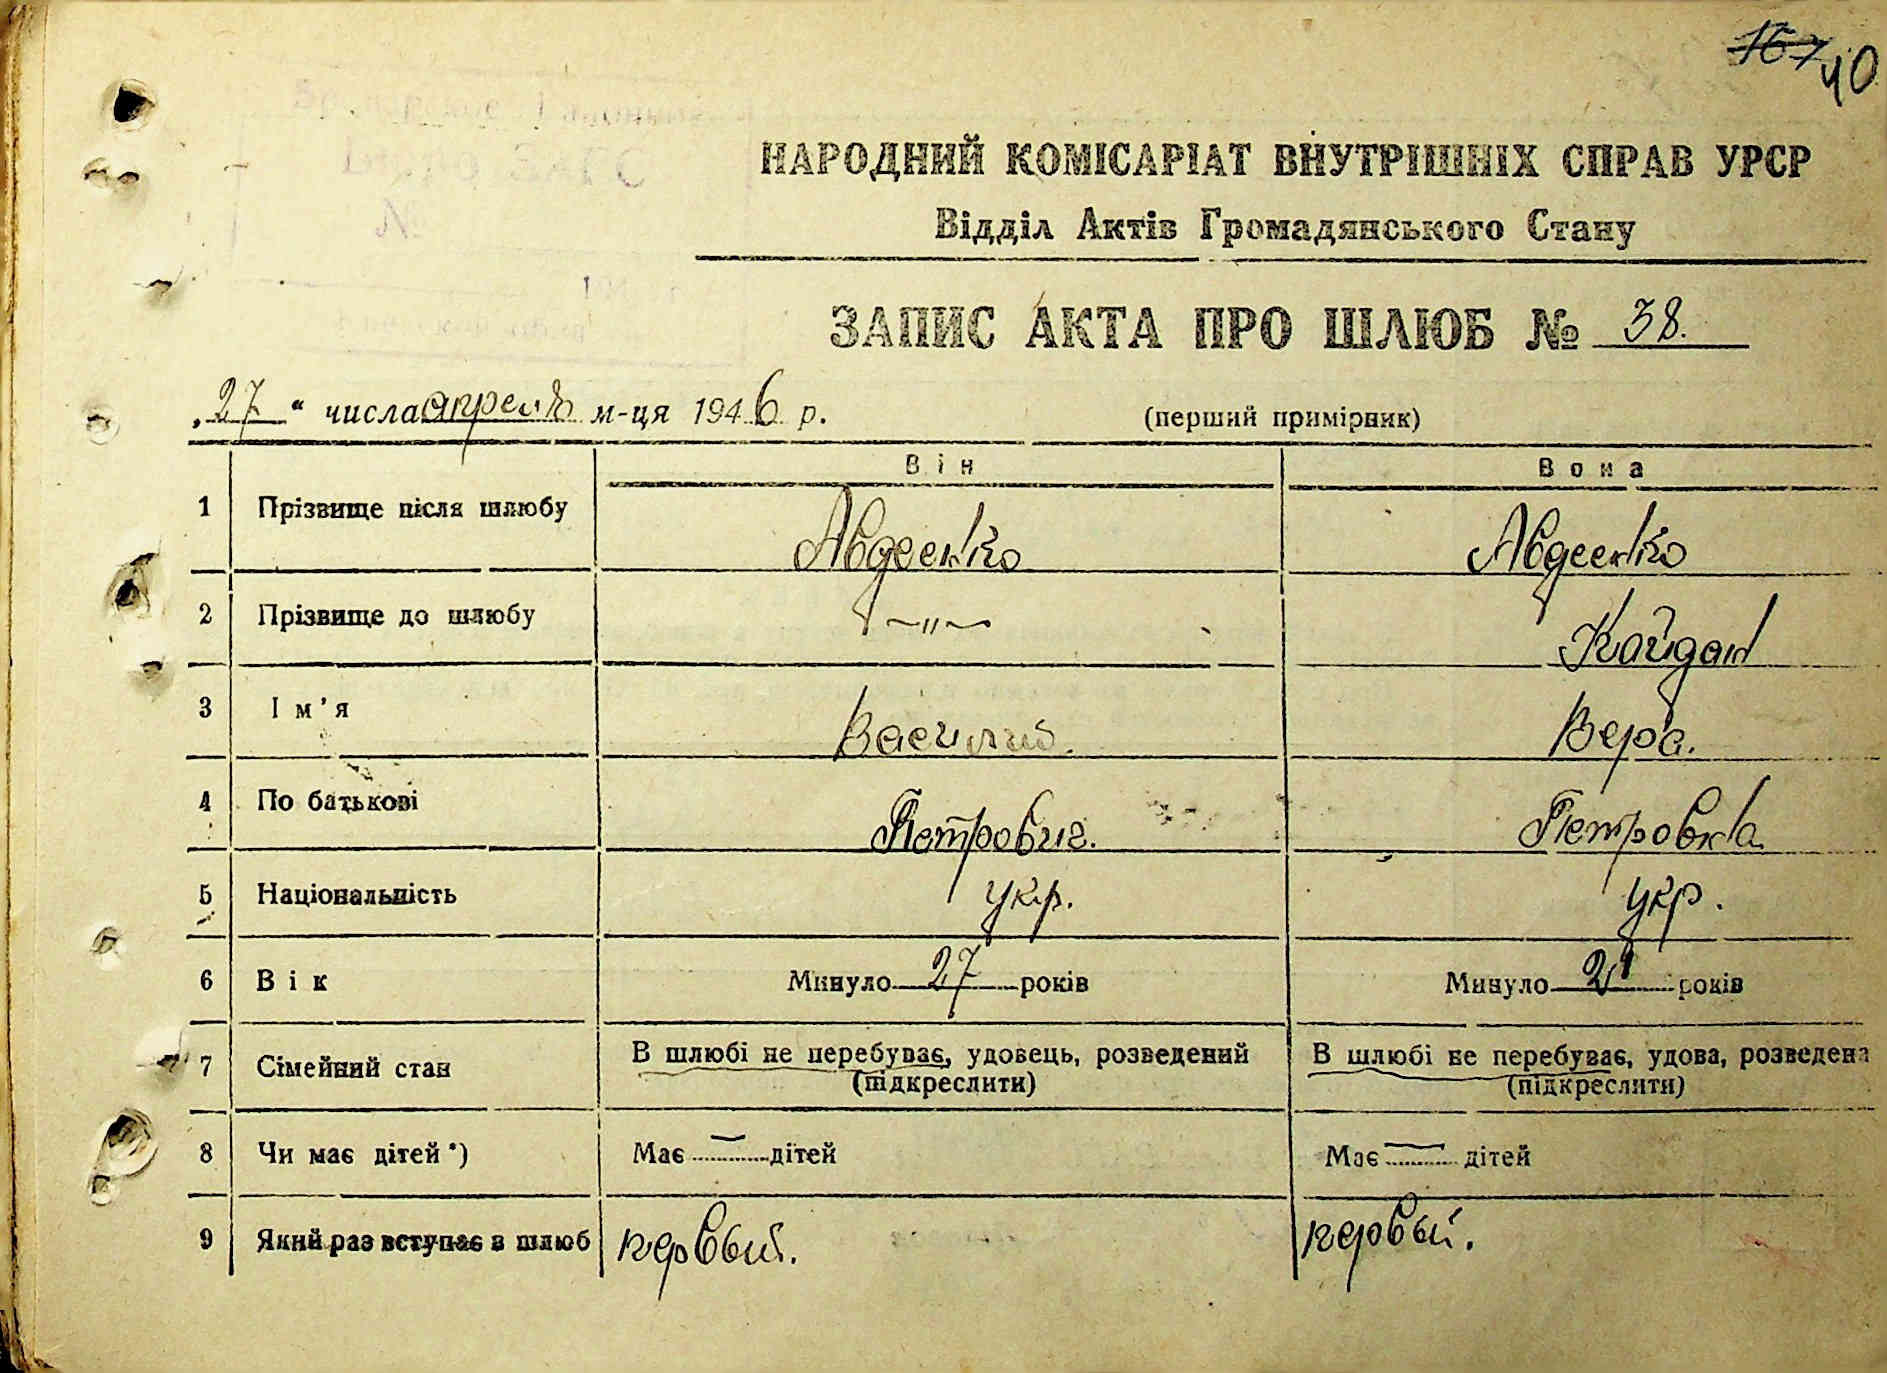 167 40
НАРОДНИЙ КОМІСАРІАТ ВНУТРІШНІХ СПРАВ УРСР
Відділ Актів Громадянського Стану
ЗАПИС АКТА ПРО ШЛЮБ № 38.
„27" числа апреля м-ця 1946 р. (перший примірник)
Він Вона
1 Прізвище після шлюбу Авдеенко Авдеенко
2 Прізвище до шлюбу —„— Кайдан
3 Ім'я Василий. Вера.
4 По батькові Петрович. Петровна
5 Національність укр. укр.
6 Вік Минуло 27 років Минуло років
7 Сімейний стан В шлюбі не перебуває, удовець, розведений В шлюбі не перебуває, удова, розведена
(підкреслити) (підкреслити)
8 Чи має дітей*) Має — дітей Має — дітей
9 Який раз вступає в шлюб первый. первый.